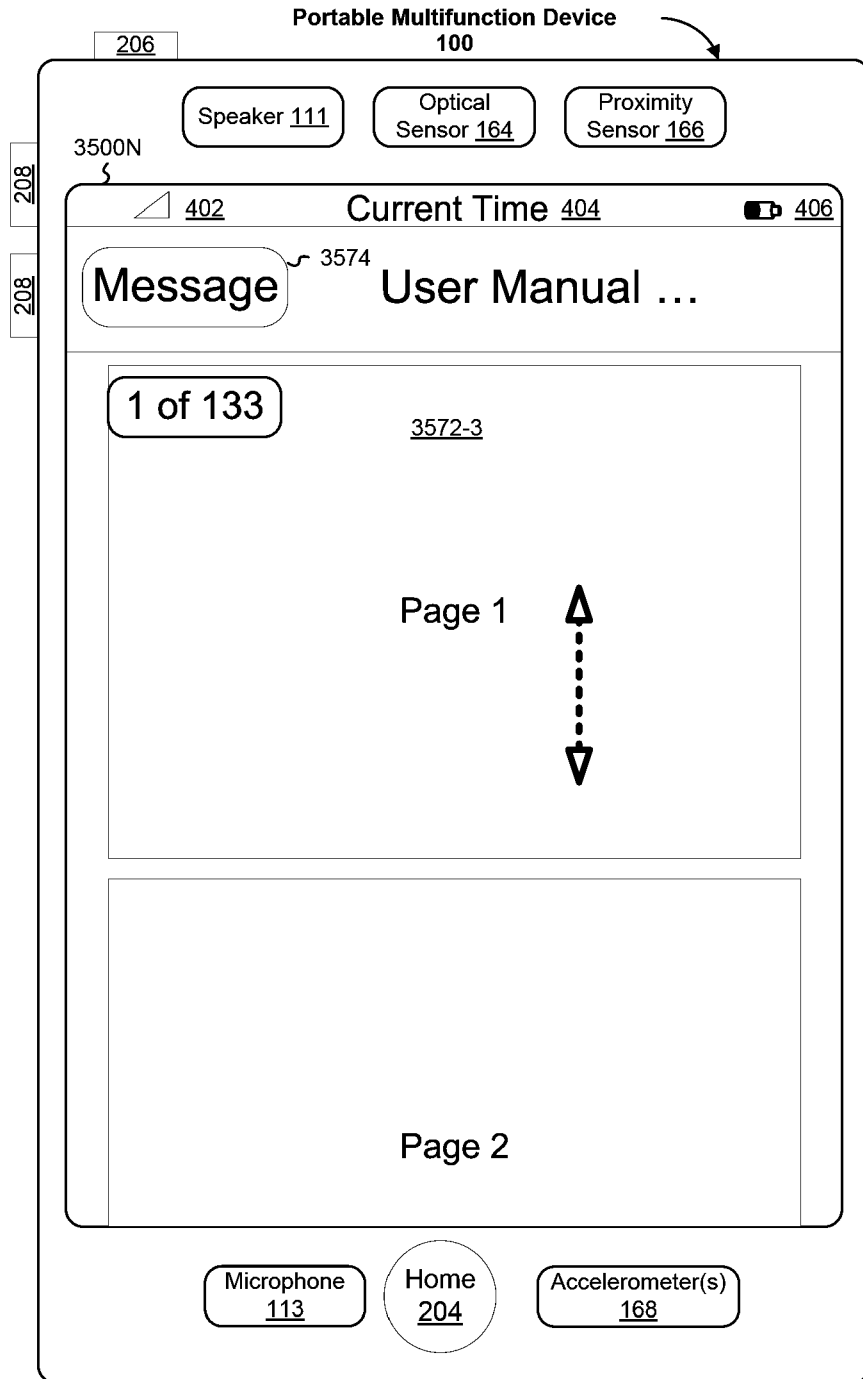 Portable Multifunction Device
100
206
Speaker 111
Optical
Sensor 164
Proximity
Sensor 166
3500N
208
208
402
Current Time 404
406
Message
3574
User Manual ...
1 of 133
3572-3
Page 1
Page 2
Microphone
113
Home
204
Accelerometer(s)
168